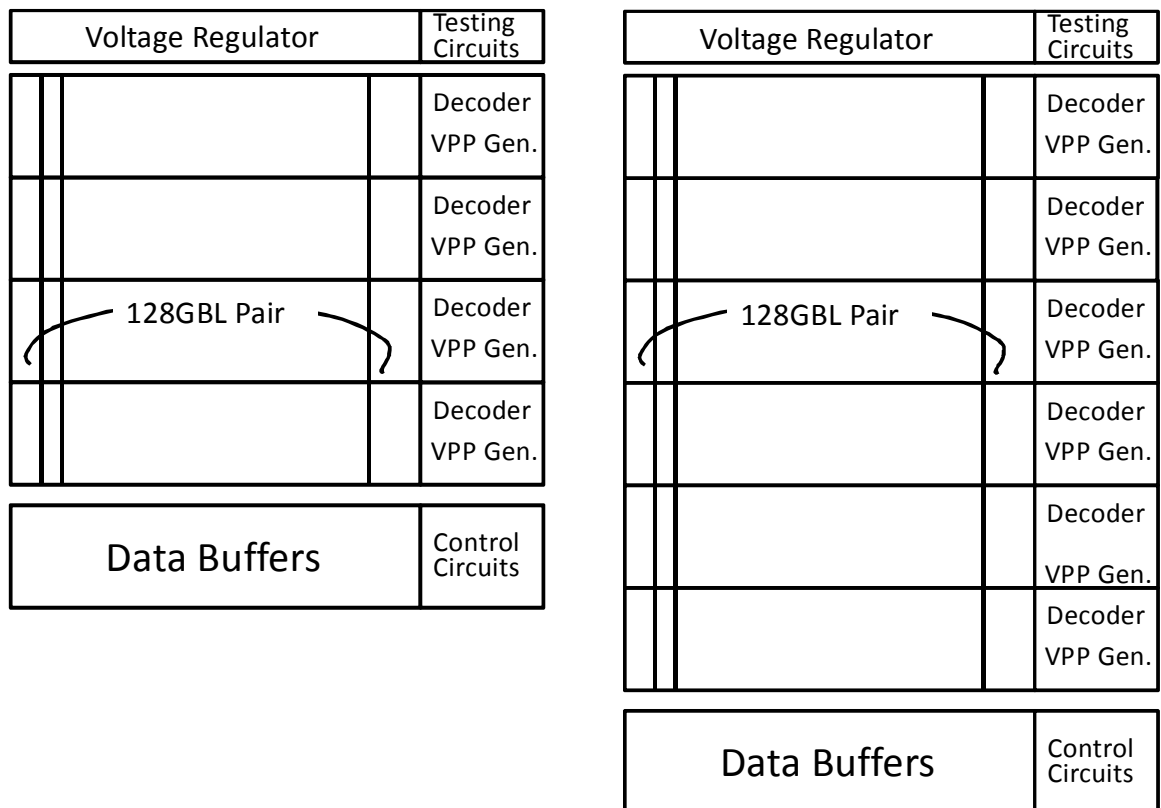 Voltage Regulator
Testing
Circuits
Decoder
VPP Gen.
Decoder
VPP Gen.
128GBL Pair
Decoder
VPP Gen.
Decoder
VPP Gen.
Data Buffers
Control
Circuits
Voltage Regulator
Testing
Circuits
Decoder
VPP Gen.
Decoder
VPP Gen.
128GBL Pair
Decoder
VPP Gen.
Decoder
VPP Gen.
Decoder
VPP Gen.
Decoder
VPP Gen.
Data Buffers
Control
Circuits